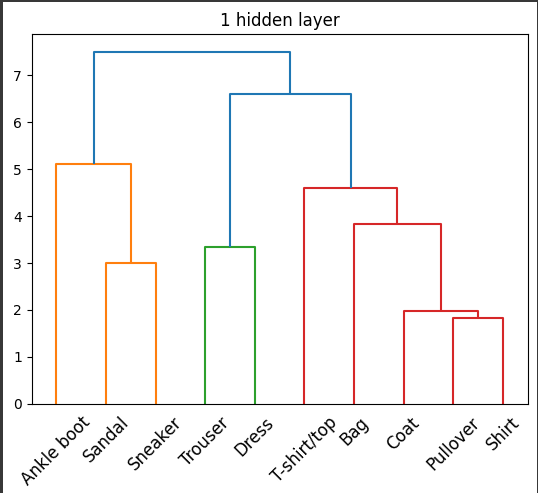 1 hidden layer
7
6
5
4
3
2
1
0
Ankle boot
Sandal
Sneaker
Trouser
Dress
T-shirt/top
Bag
Coat
Pullover
Shirt